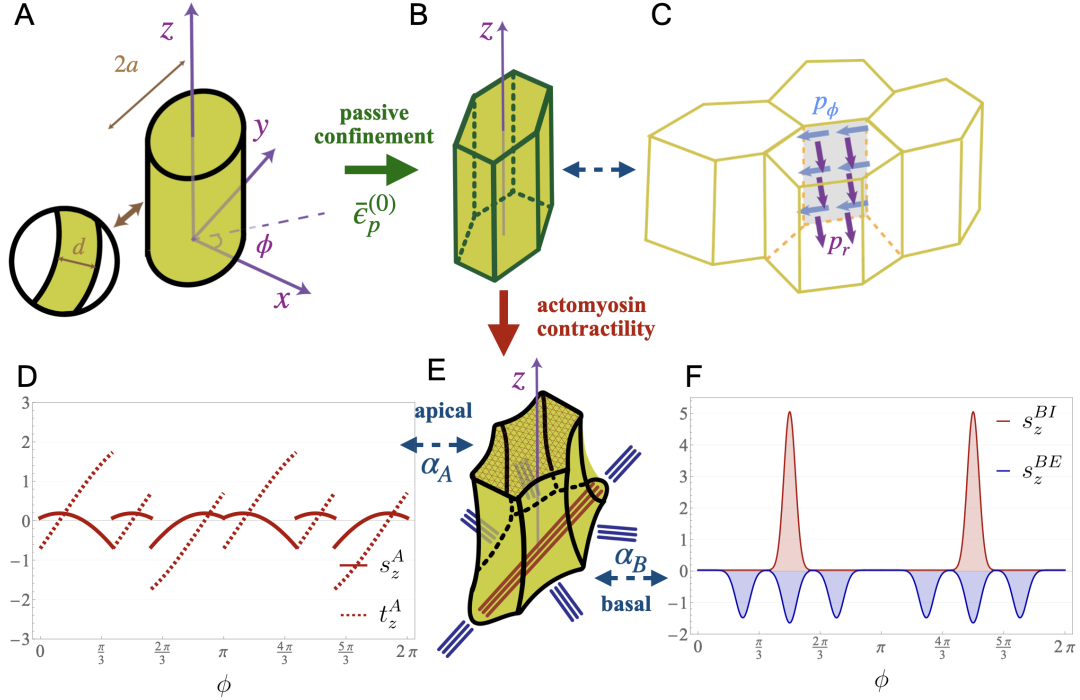 A
z
2a
y
d
ϕ
x
passive
confinement
ϵ̄_p^(0)
B
z
C
p_ϕ
p_r
actomyosin
contractility
D
3
2
1
0
−1
−2
−3
s_z^A
t_z^A
0
π/3
2π/3
π
4π/3
5π/3
2π
ϕ
E
z
apical
α_A
α_B
basal
F
5
4
3
2
1
0
−1
−2
s_z^BI
s_z^BE
0
π/3
2π/3
π
4π/3
5π/3
2π
ϕ